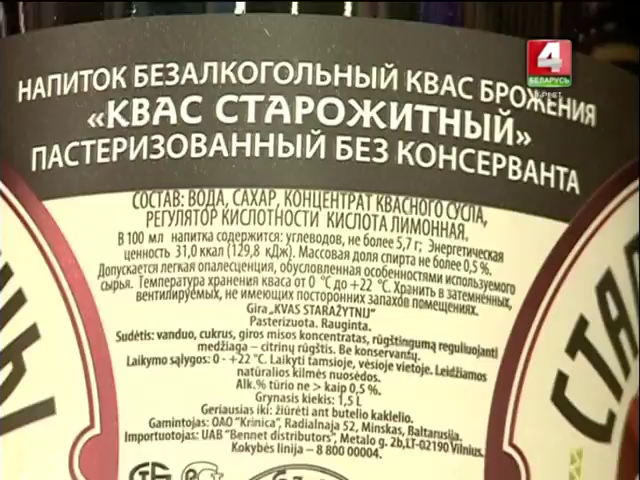 4
БЕЛАРУСЬ
НАПИТОК БЕЗАЛКОГОЛЬНЫЙ КВАС БРОЖЕНИЯ
«КВАС СТАРОЖИТНЫЙ»
ПАСТЕРИЗОВАННЫЙ БЕЗ КОНСЕРВАНТА
СОСТАВ: ВОДА, САХАР, КОНЦЕНТРАТ КВАСНОГО СУСЛА,
РЕГУЛЯТОР КИСЛОТНОСТИ КИСЛОТА ЛИМОННАЯ.
В 100 мл напитка содержится: углеводов, не более 5,7 г; Энергетическая
ценность 31,0 ккал (129,8 кДж). Массовая доля спирта не более 0,5 %.
Допускается легкая опалесценция, обусловленная особенностями используемого
сырья. Температура хранения кваса от 0 °С до +22 °С. Хранить в затемненных,
вентилируемых, не имеющих посторонних запахов помещениях.
Gira „KVAS STARAŽYTNIJ"
Pasterizuota. Rauginta.
Sudėtis: vanduo, cukrus, giros misos koncentratas, rūgštingumą reguliuojanti
medžiaga – citrinų rūgštis. Be konservantų.
Laikymo sąlygos: 0 - +22 °C. Laikyti tamsioje, vėsioje vietoje. Leidžiamos
natūralios kilmės nuosėdos.
Alk.% tūrio ne > kaip 0,5 %.
Grynasis kiekis: 1,5 L
Geriausias iki: žiūrėti ant butelio kaklelio.
Gamintojas: OAO "Krinica", Radialnaja 52, Minskas, Baltarusija.
Importuotojas: UAB "Bennet distributors", Metalo g. 2b, LT-02190 Vilnius.
Kokybės linija – 8 800 00004.
СТА